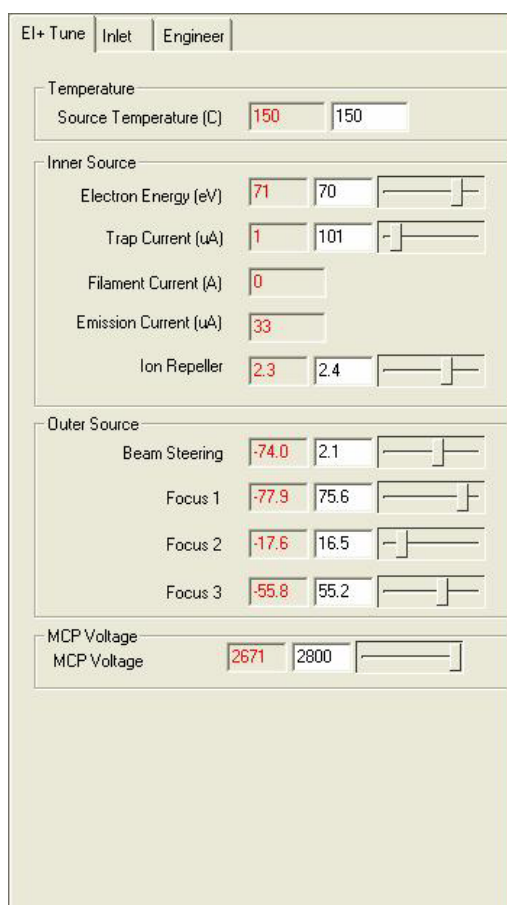 EI+ Tune Inlet Engineer
Temperature
Source Temperature (C) 150 150
Inner Source
Electron Energy (eV) 71 70
Trap Current (uA) 1 101
Filament Current (A) 0
Emission Current (uA) 33
Ion Repeller 2.3 2.4
Outer Source
Beam Steering -74.0 2.1
Focus 1 -77.9 75.6
Focus 2 -17.6 16.5
Focus 3 -55.8 55.2
MCP Voltage
MCP Voltage 2671 2800